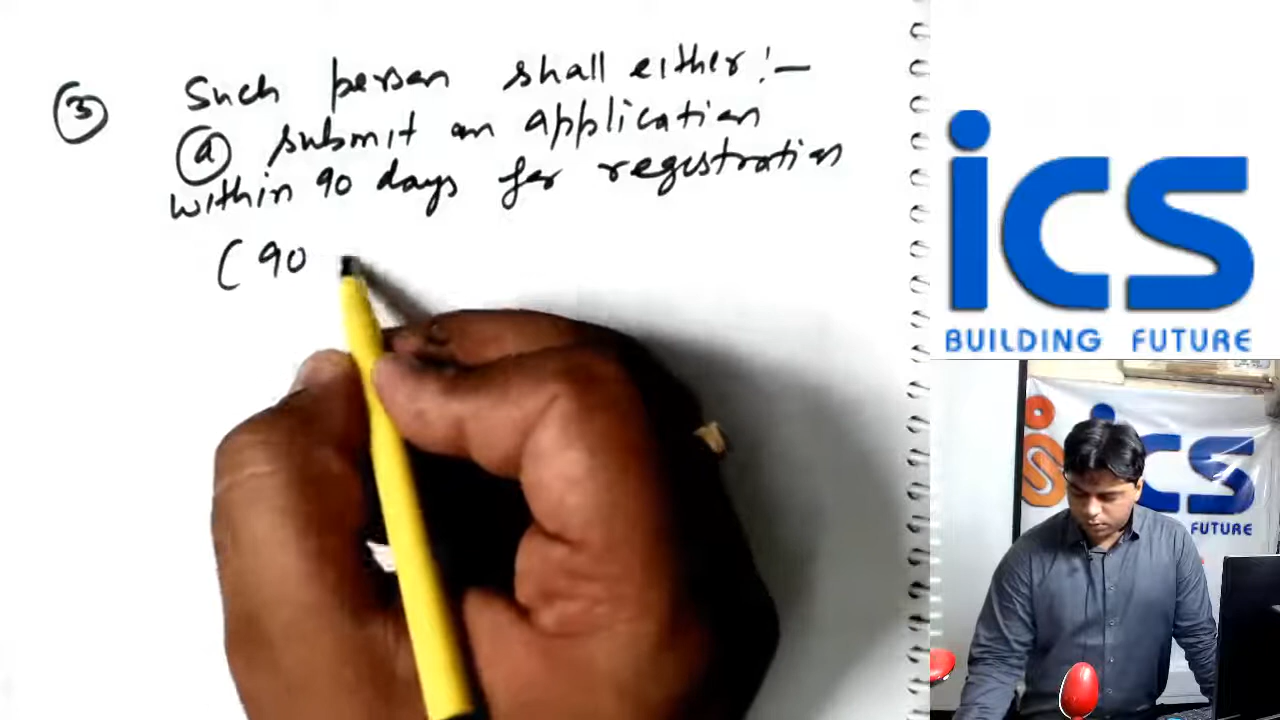 ③ Such person shall either :-
ⓐ submit an application
within 90 days for registration
(90
ics
BUILDING FUTURE
ics
FUTURE